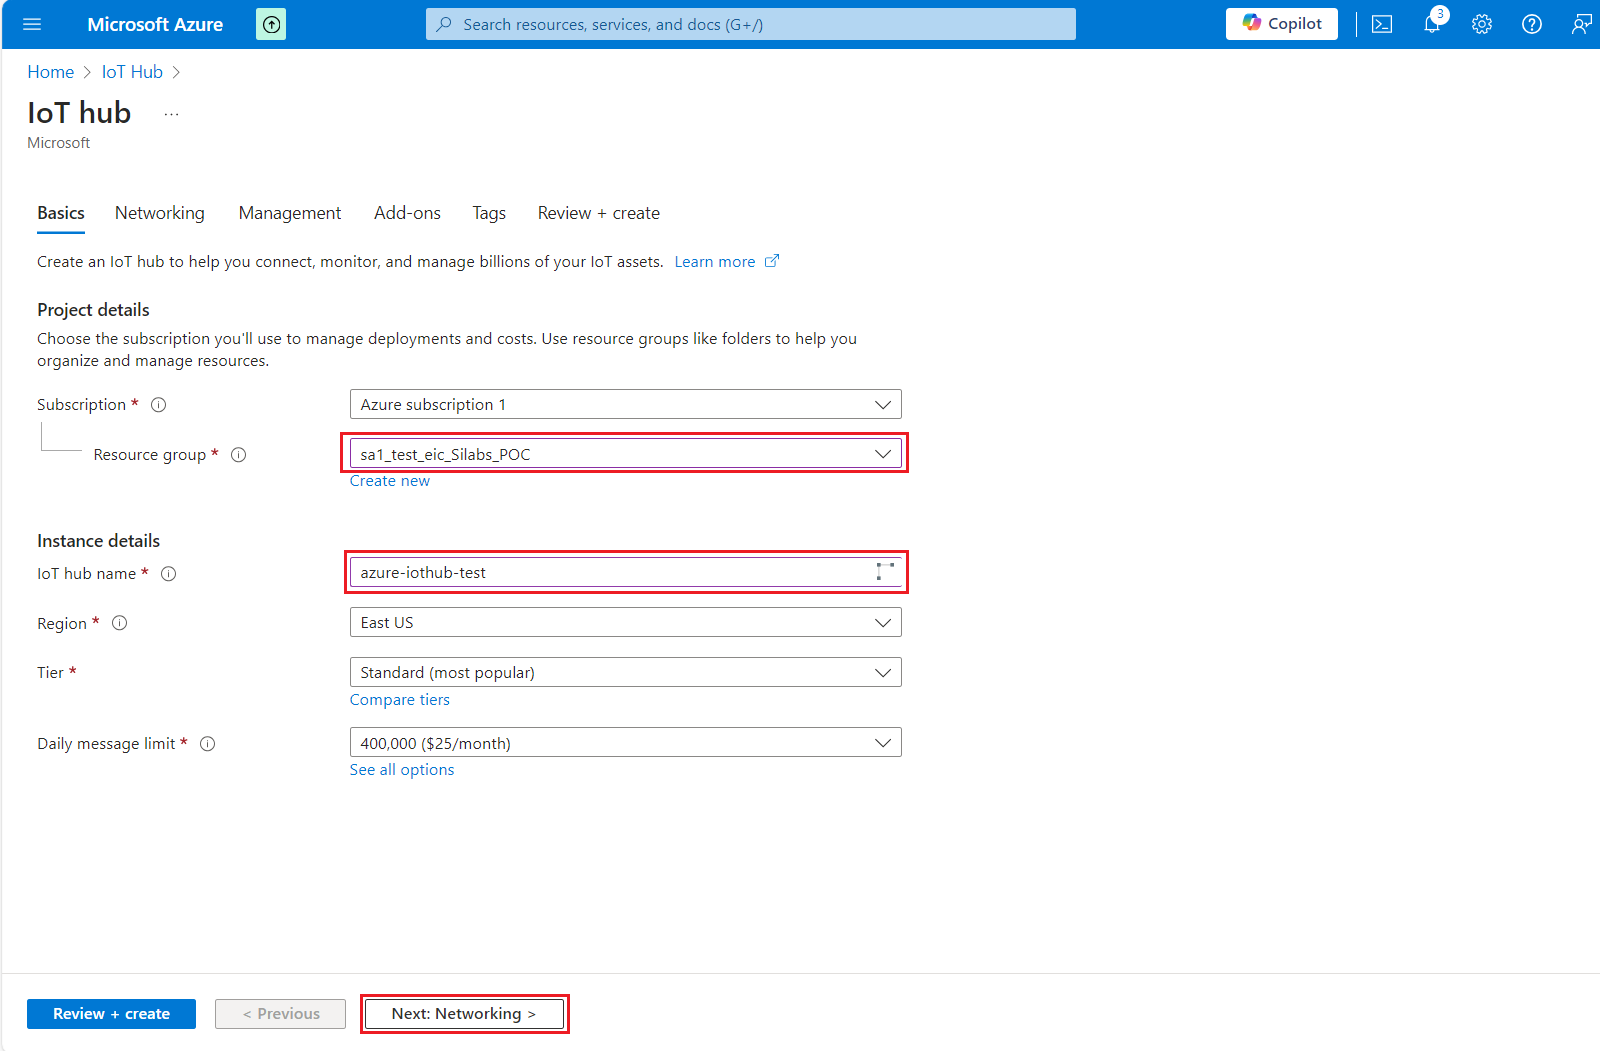 Microsoft Azure
Search resources, services, and docs (G+/)
Copilot
3
Home > IoT Hub >
IoT hub ...
Microsoft
Basics Networking Management Add-ons Tags Review + create
Create an IoT hub to help you connect, monitor, and manage billions of your IoT assets. Learn more
Project details
Choose the subscription you'll use to manage deployments and costs. Use resource groups like folders to help you
organize and manage resources.
Subscription * Azure subscription 1
Resource group * sa1_test_eic_Silabs_POC
Create new
Instance details
IoT hub name * azure-iothub-test
Region * East US
Tier * Standard (most popular)
Compare tiers
Daily message limit * 400,000 ($25/month)
See all options
Review + create < Previous Next: Networking >